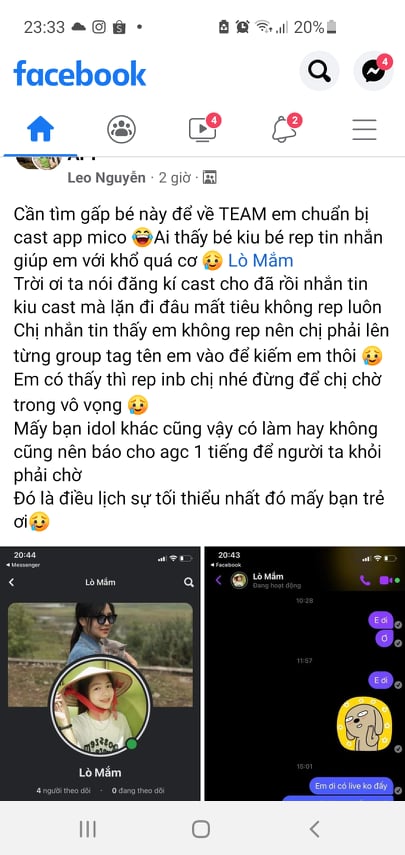 23:33
20%
facebook
4
4
2
Leo Nguyễn · 2 giờ ·
Cần tìm gấp bé này để về TEAM em chuẩn bị
cast app mico 😂Ai thấy bé kiu bé rep tin nhắn
giúp em với khổ quá cơ 😥 Lò Mắm
Trời ơi ta nói đăng kí cast cho đã rồi nhắn tin
kiu cast mà lặn đi đâu mất tiêu không rep luôn
Chị nhắn tin thấy em không rep nên chị phải lên
từng group tag tên em vào để kiếm em thôi 😥
Em có thấy thì rep inb chị nhé đừng để chị chờ
trong vô vọng 😥
Mấy bạn idol khác cũng vậy có làm hay không
cũng nên báo cho agc 1 tiếng để người ta khỏi
phải chờ
Đó là điều lịch sự tối thiểu nhất đó mấy bạn trẻ
ơi😥
20:44
Messenger
Lò Mắm
Lò Mắm
4 người theo dõi · 0 đang theo dõi
20:43
Facebook
Lò Mắm
Đang hoạt động
10:28
E ơi
Ơ
11:57
E ơi
15:01
Em di có live ko đấy